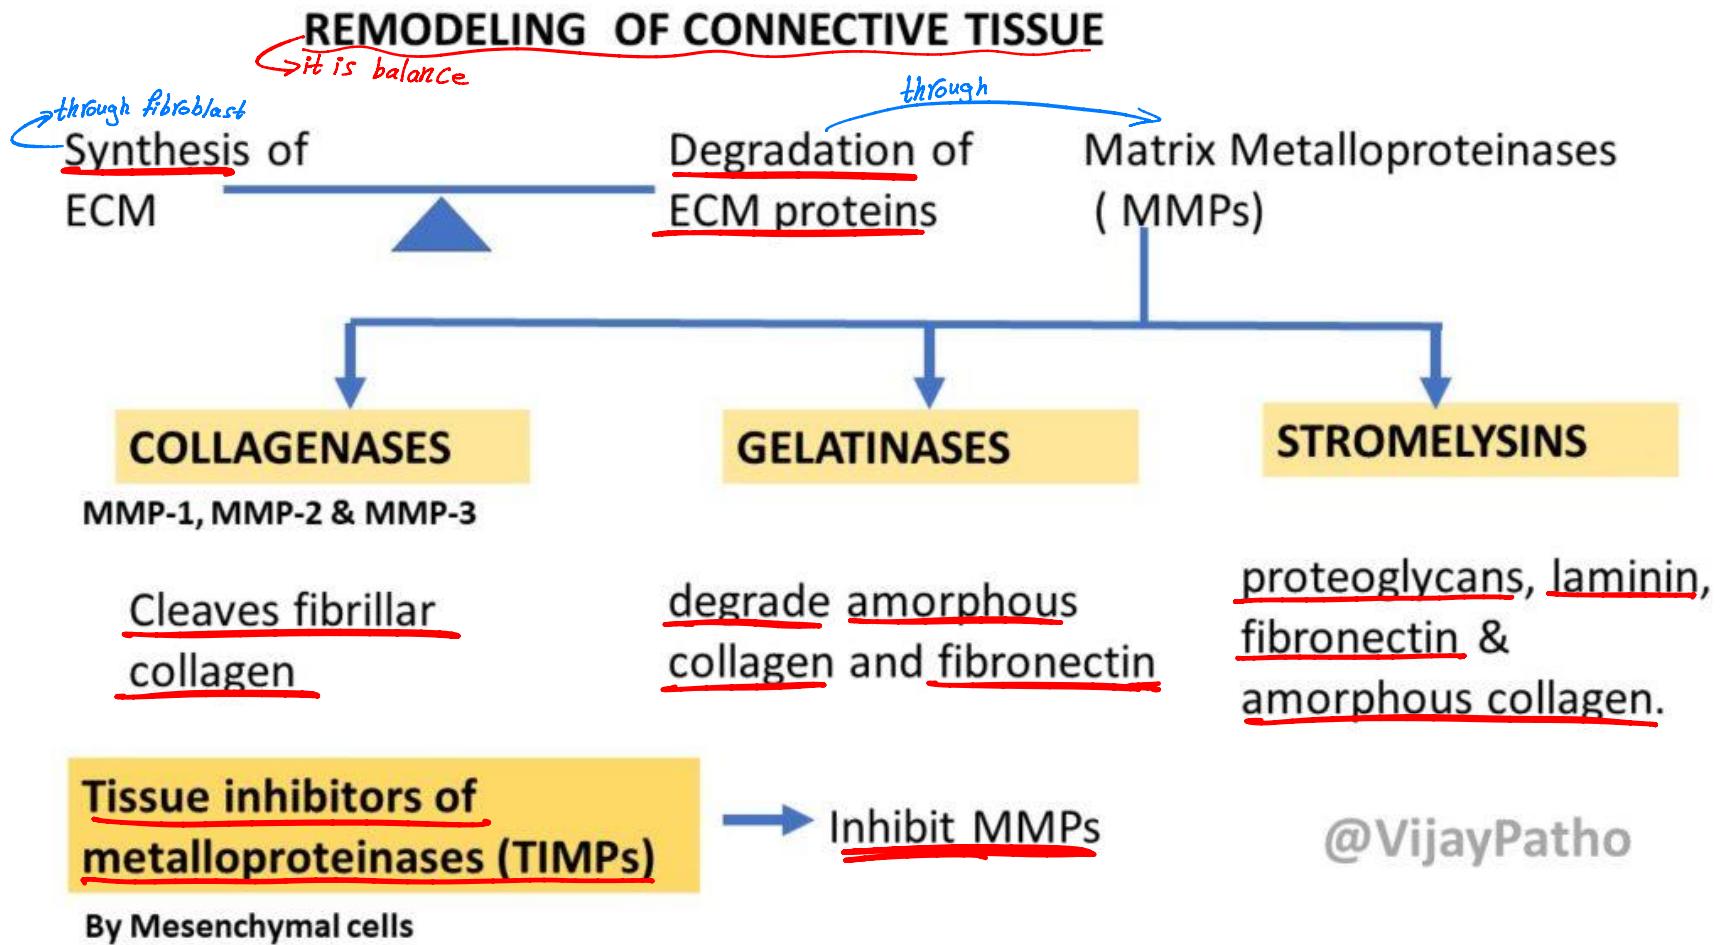 REMODELING OF CONNECTIVE TISSUE
it is balance
through fibroblast
through
Synthesis of
ECM
Degradation of
ECM proteins
Matrix Metalloproteinases
( MMPs)
COLLAGENASES
MMP-1, MMP-2 & MMP-3
Cleaves fibrillar
collagen
GELATINASES
degrade amorphous
collagen and fibronectin
STROMELYSINS
proteoglycans, laminin,
fibronectin &
amorphous collagen.
Tissue inhibitors of
metalloproteinases (TIMPs)
By Mesenchymal cells
Inhibit MMPs
@VijayPatho